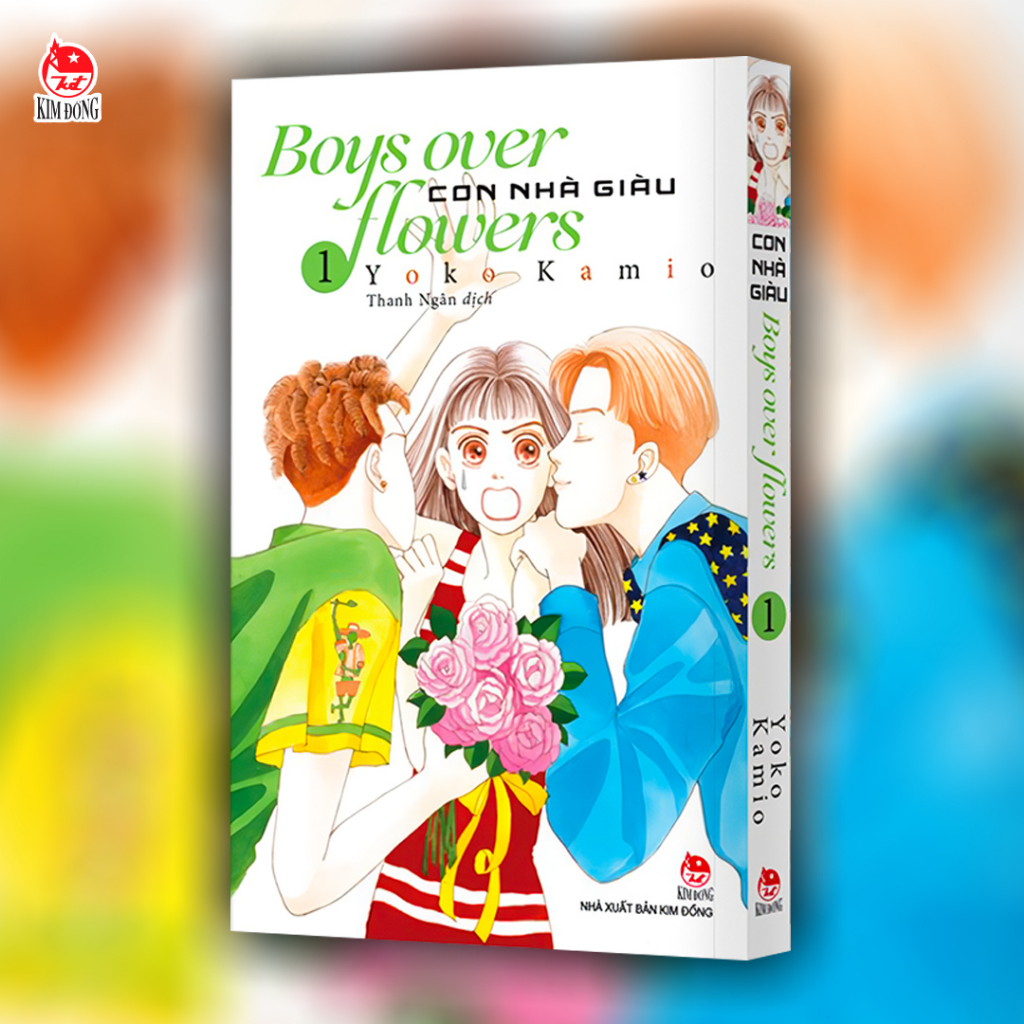 Kết
KIM ĐỒNG
Boys over
CON NHÀ GIÀU
flowers
1
Yoko Kamio
Thanh Ngân dịch
KIM ĐỒNG
NHÀ XUẤT BẢN KIM ĐỒNG
CON
NHÀ
GIÀU
Boys over flowers
1
Yoko
Kamio
KIM ĐỒNG